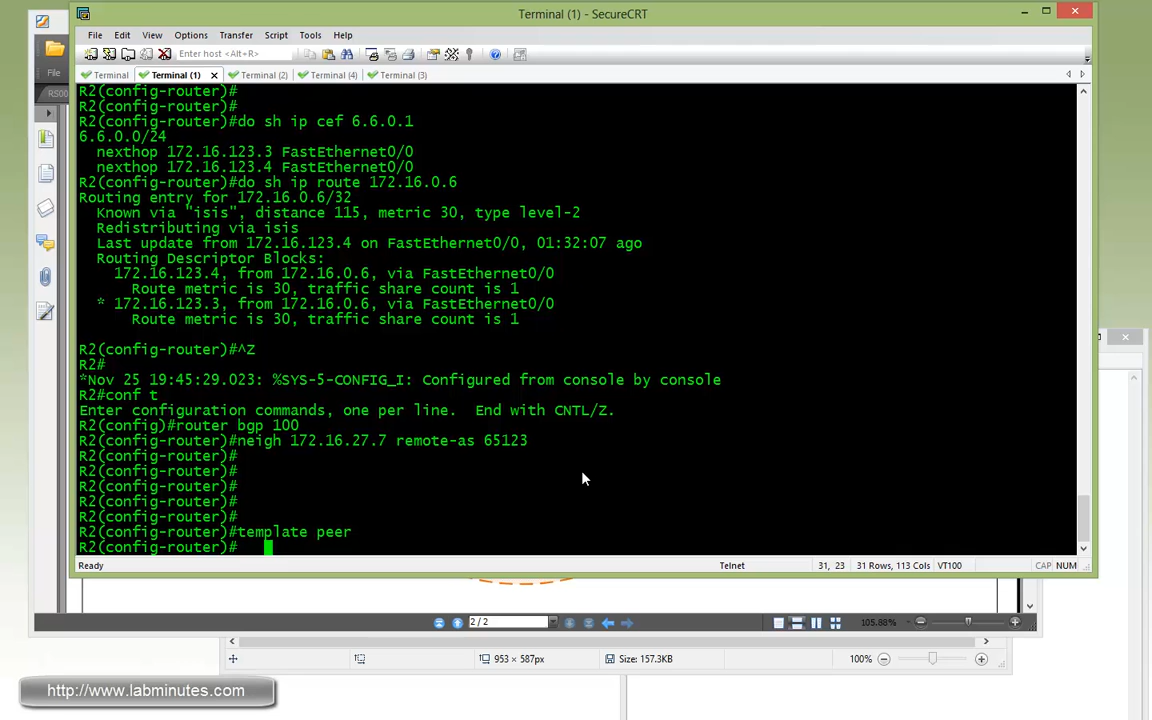 Terminal (1) - SecureCRT
File Edit View Options Transfer Script Tools Help
Enter host <Alt+R>
Terminal Terminal (1) Terminal (2) Terminal (4) Terminal (3)
File
RS00
R2(config-router)#
R2(config-router)#
R2(config-router)#do sh ip cef 6.6.0.1
6.6.0.0/24
nexthop 172.16.123.3 FastEthernet0/0
nexthop 172.16.123.4 FastEthernet0/0
R2(config-router)#do sh ip route 172.16.0.6
Routing entry for 172.16.0.6/32
Known via "isis", distance 115, metric 30, type level-2
Redistributing via isis
Last update from 172.16.123.4 on FastEthernet0/0, 01:32:07 ago
Routing Descriptor Blocks:
172.16.123.4, from 172.16.0.6, via FastEthernet0/0
Route metric is 30, traffic share count is 1
* 172.16.123.3, from 172.16.0.6, via FastEthernet0/0
Route metric is 30, traffic share count is 1
R2(config-router)#^Z
R2#
*Nov 25 19:45:29.023: %SYS-5-CONFIG_I: Configured from console by console
R2#conf t
Enter configuration commands, one per line. End with CNTL/Z.
R2(config)#router bgp 100
R2(config-router)#neigh 172.16.27.7 remote-as 65123
R2(config-router)#
R2(config-router)#
R2(config-router)#
R2(config-router)#
R2(config-router)#
R2(config-router)#template peer
R2(config-router)#
Ready Telnet 31, 23 31 Rows, 113 Cols VT100 CAP NUM
2 / 2 105.88%
953 × 587px Size: 157.3KB 100%
http://www.labminutes.com